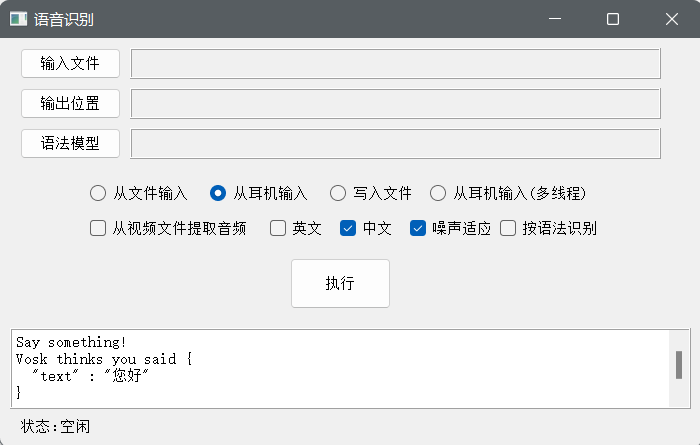 语音识别
输入文件
输出位置
语法模型
从文件输入 从耳机输入 写入文件 从耳机输入(多线程)
从视频文件提取音频 英文 中文 噪声适应 按语法识别
执行
Say something!
Vosk thinks you said {
"text" : "您好"
}
状态:空闲